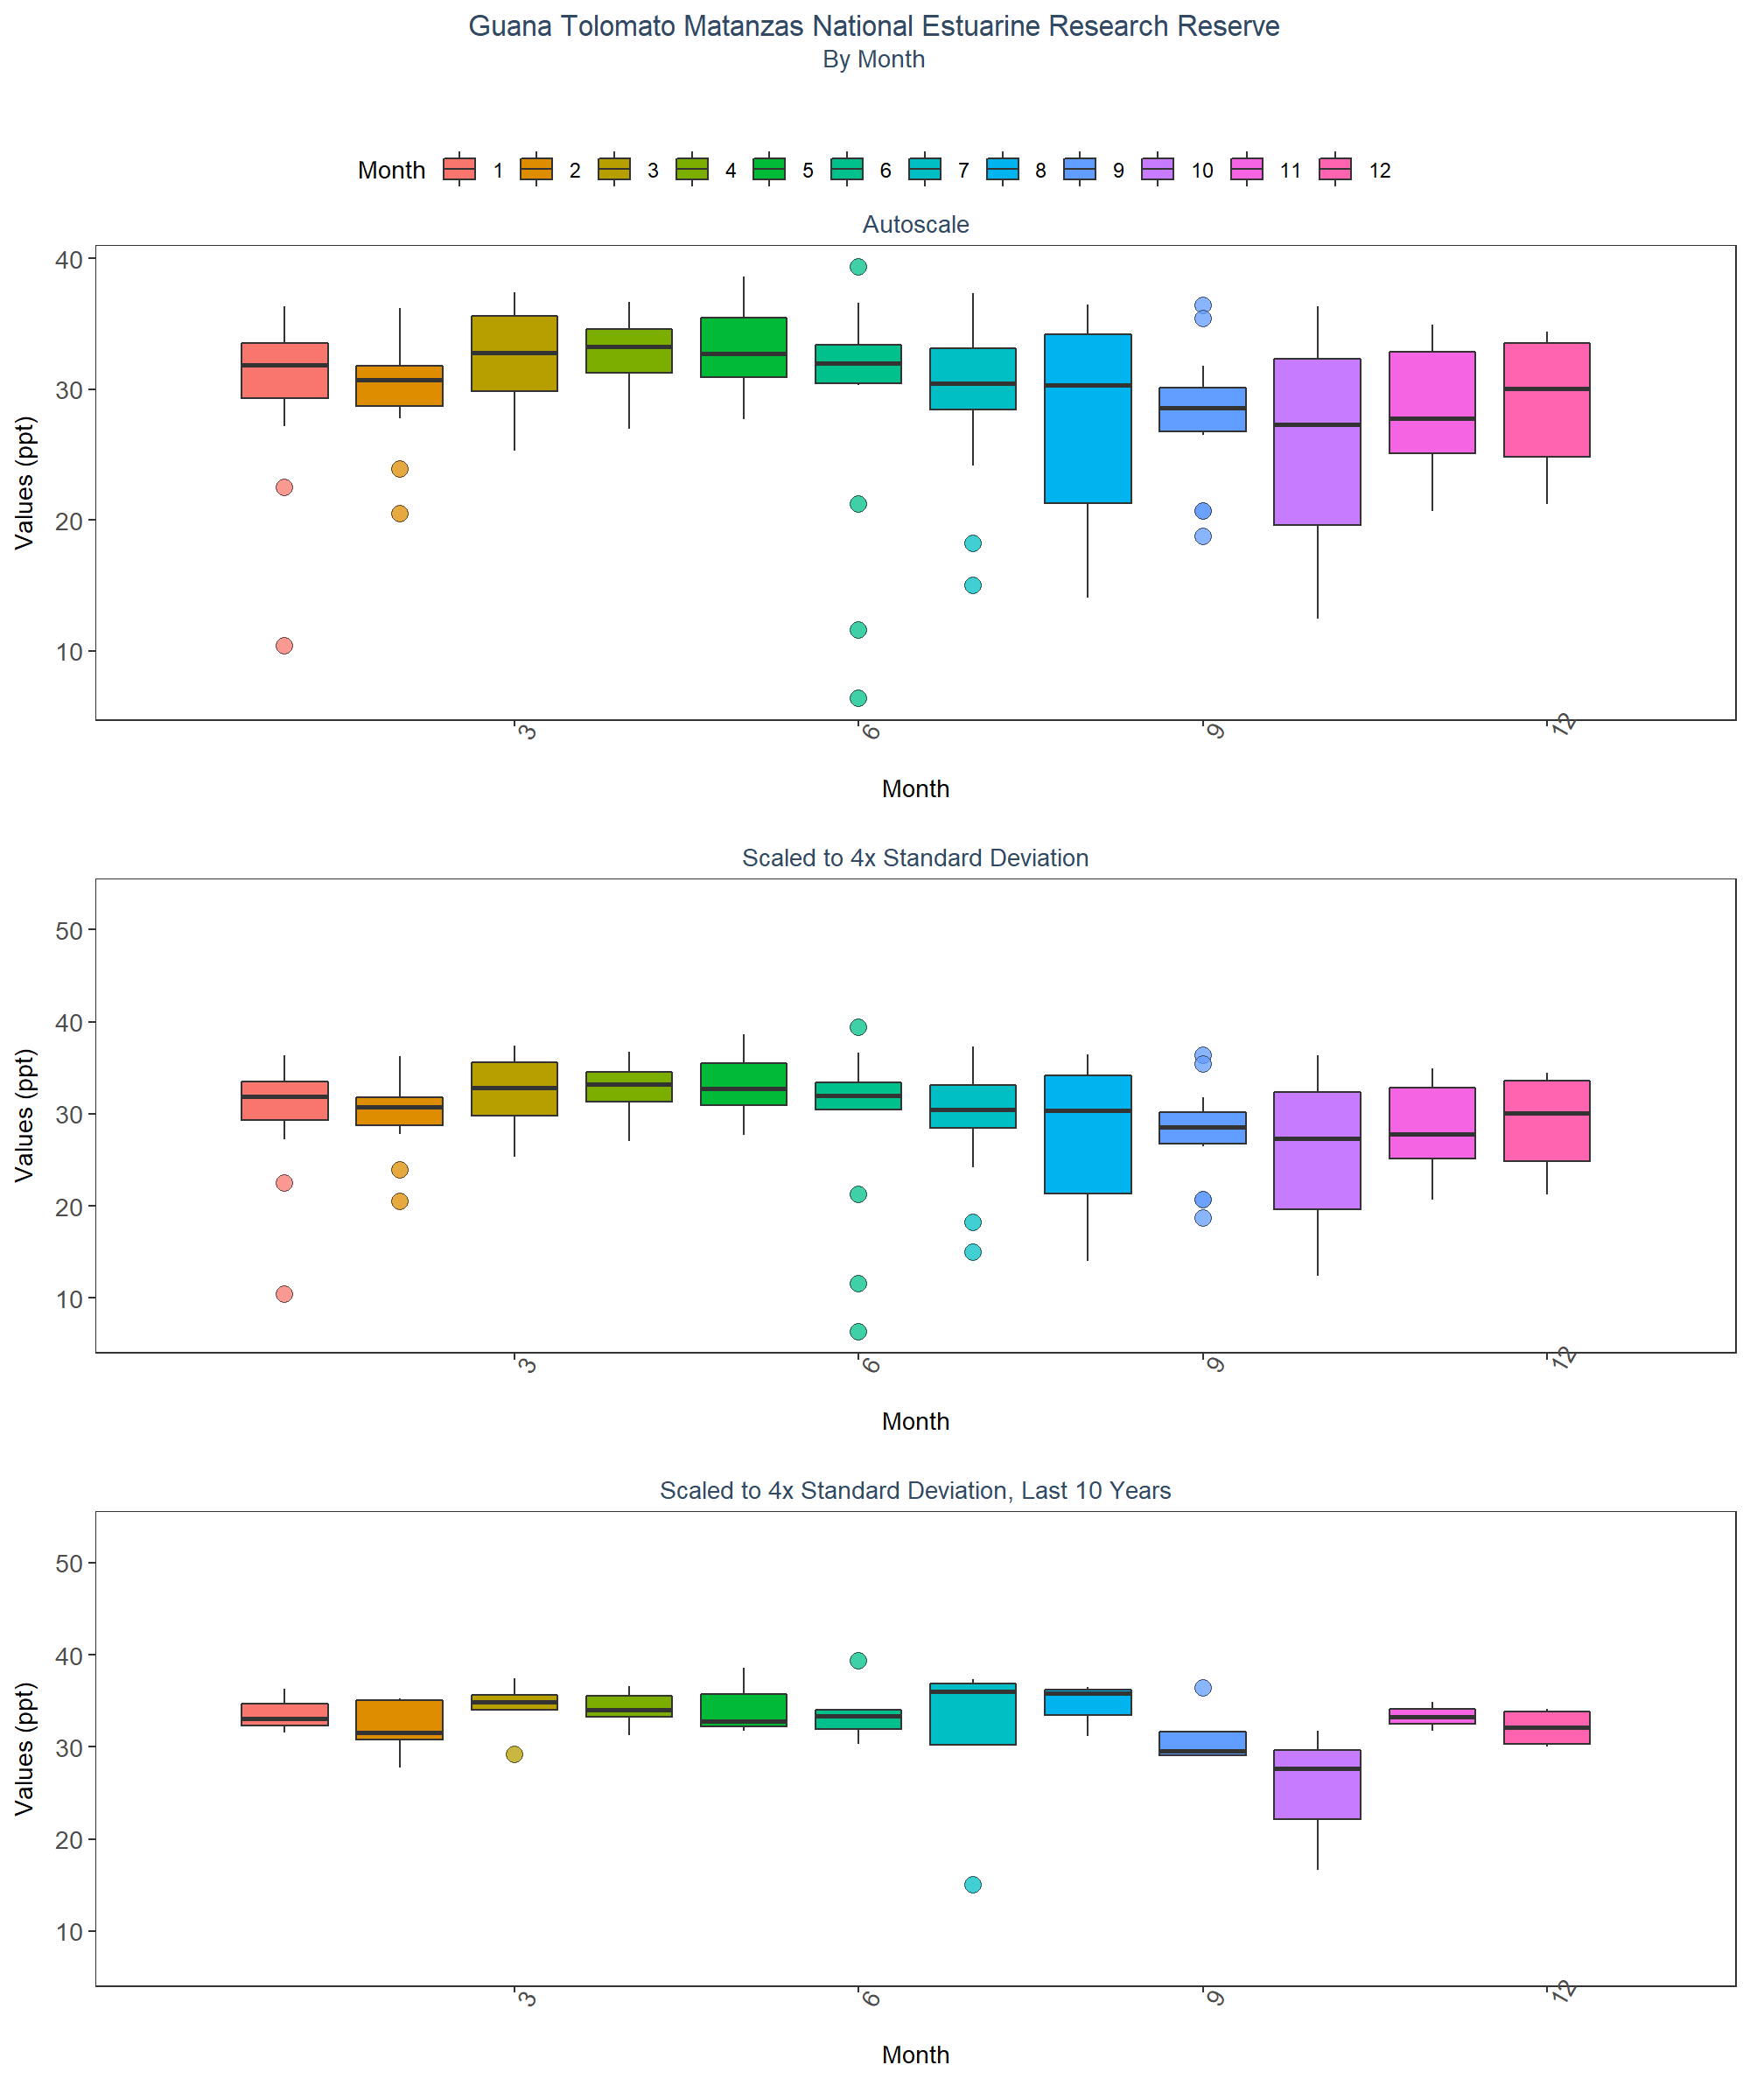 Guana Tolomato Matanzas National Estuarine Research Reserve
By Month
Month 1 2 3 4 5 6 7 8 9 10 11 12
Autoscale
Values (ppt)
40
30
20
10
3 6 9 12
Month
Scaled to 4x Standard Deviation
Values (ppt)
50
40
30
20
10
3 6 9 12
Month
Scaled to 4x Standard Deviation, Last 10 Years
Values (ppt)
50
40
30
20
10
3 6 9 12
Month